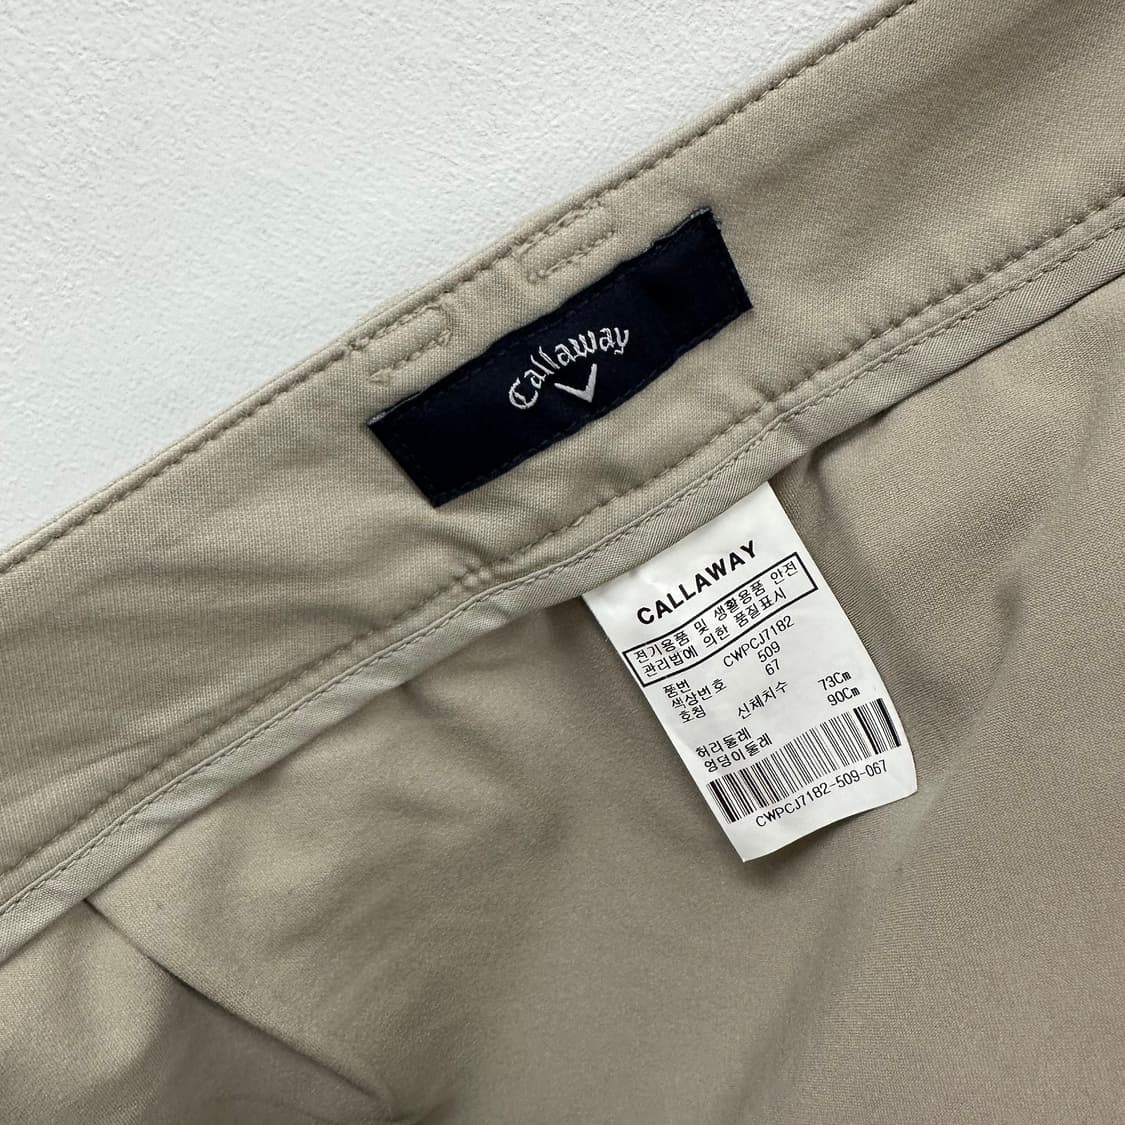 Callaway
CALLAWAY
전기용품 및 생활용품 안전
관리법에 의한 품질표시
품번 CWPCJ7182
색상번호 509
호칭 67
신체치수
허리둘레 73Cm
엉덩이둘레 90Cm
CWPCJ7182-509-067